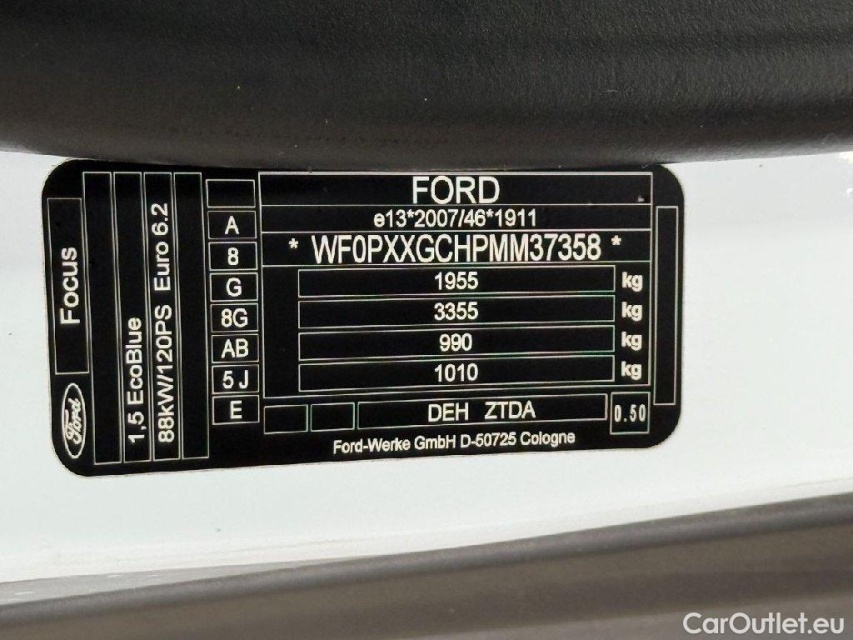 FORD
e13*2007/46*1911
* WF0PXXGCHPMM37358 *
1955 kg
3355 kg
990 kg
1010 kg
DEH ZTDA 0.50
Ford-Werke GmbH D-50725 Cologne
A
8
G
8G
AB
5J
E
Focus
Ford
1,5 EcoBlue
88kW/120PS Euro 6.2
CarOutlet.eu